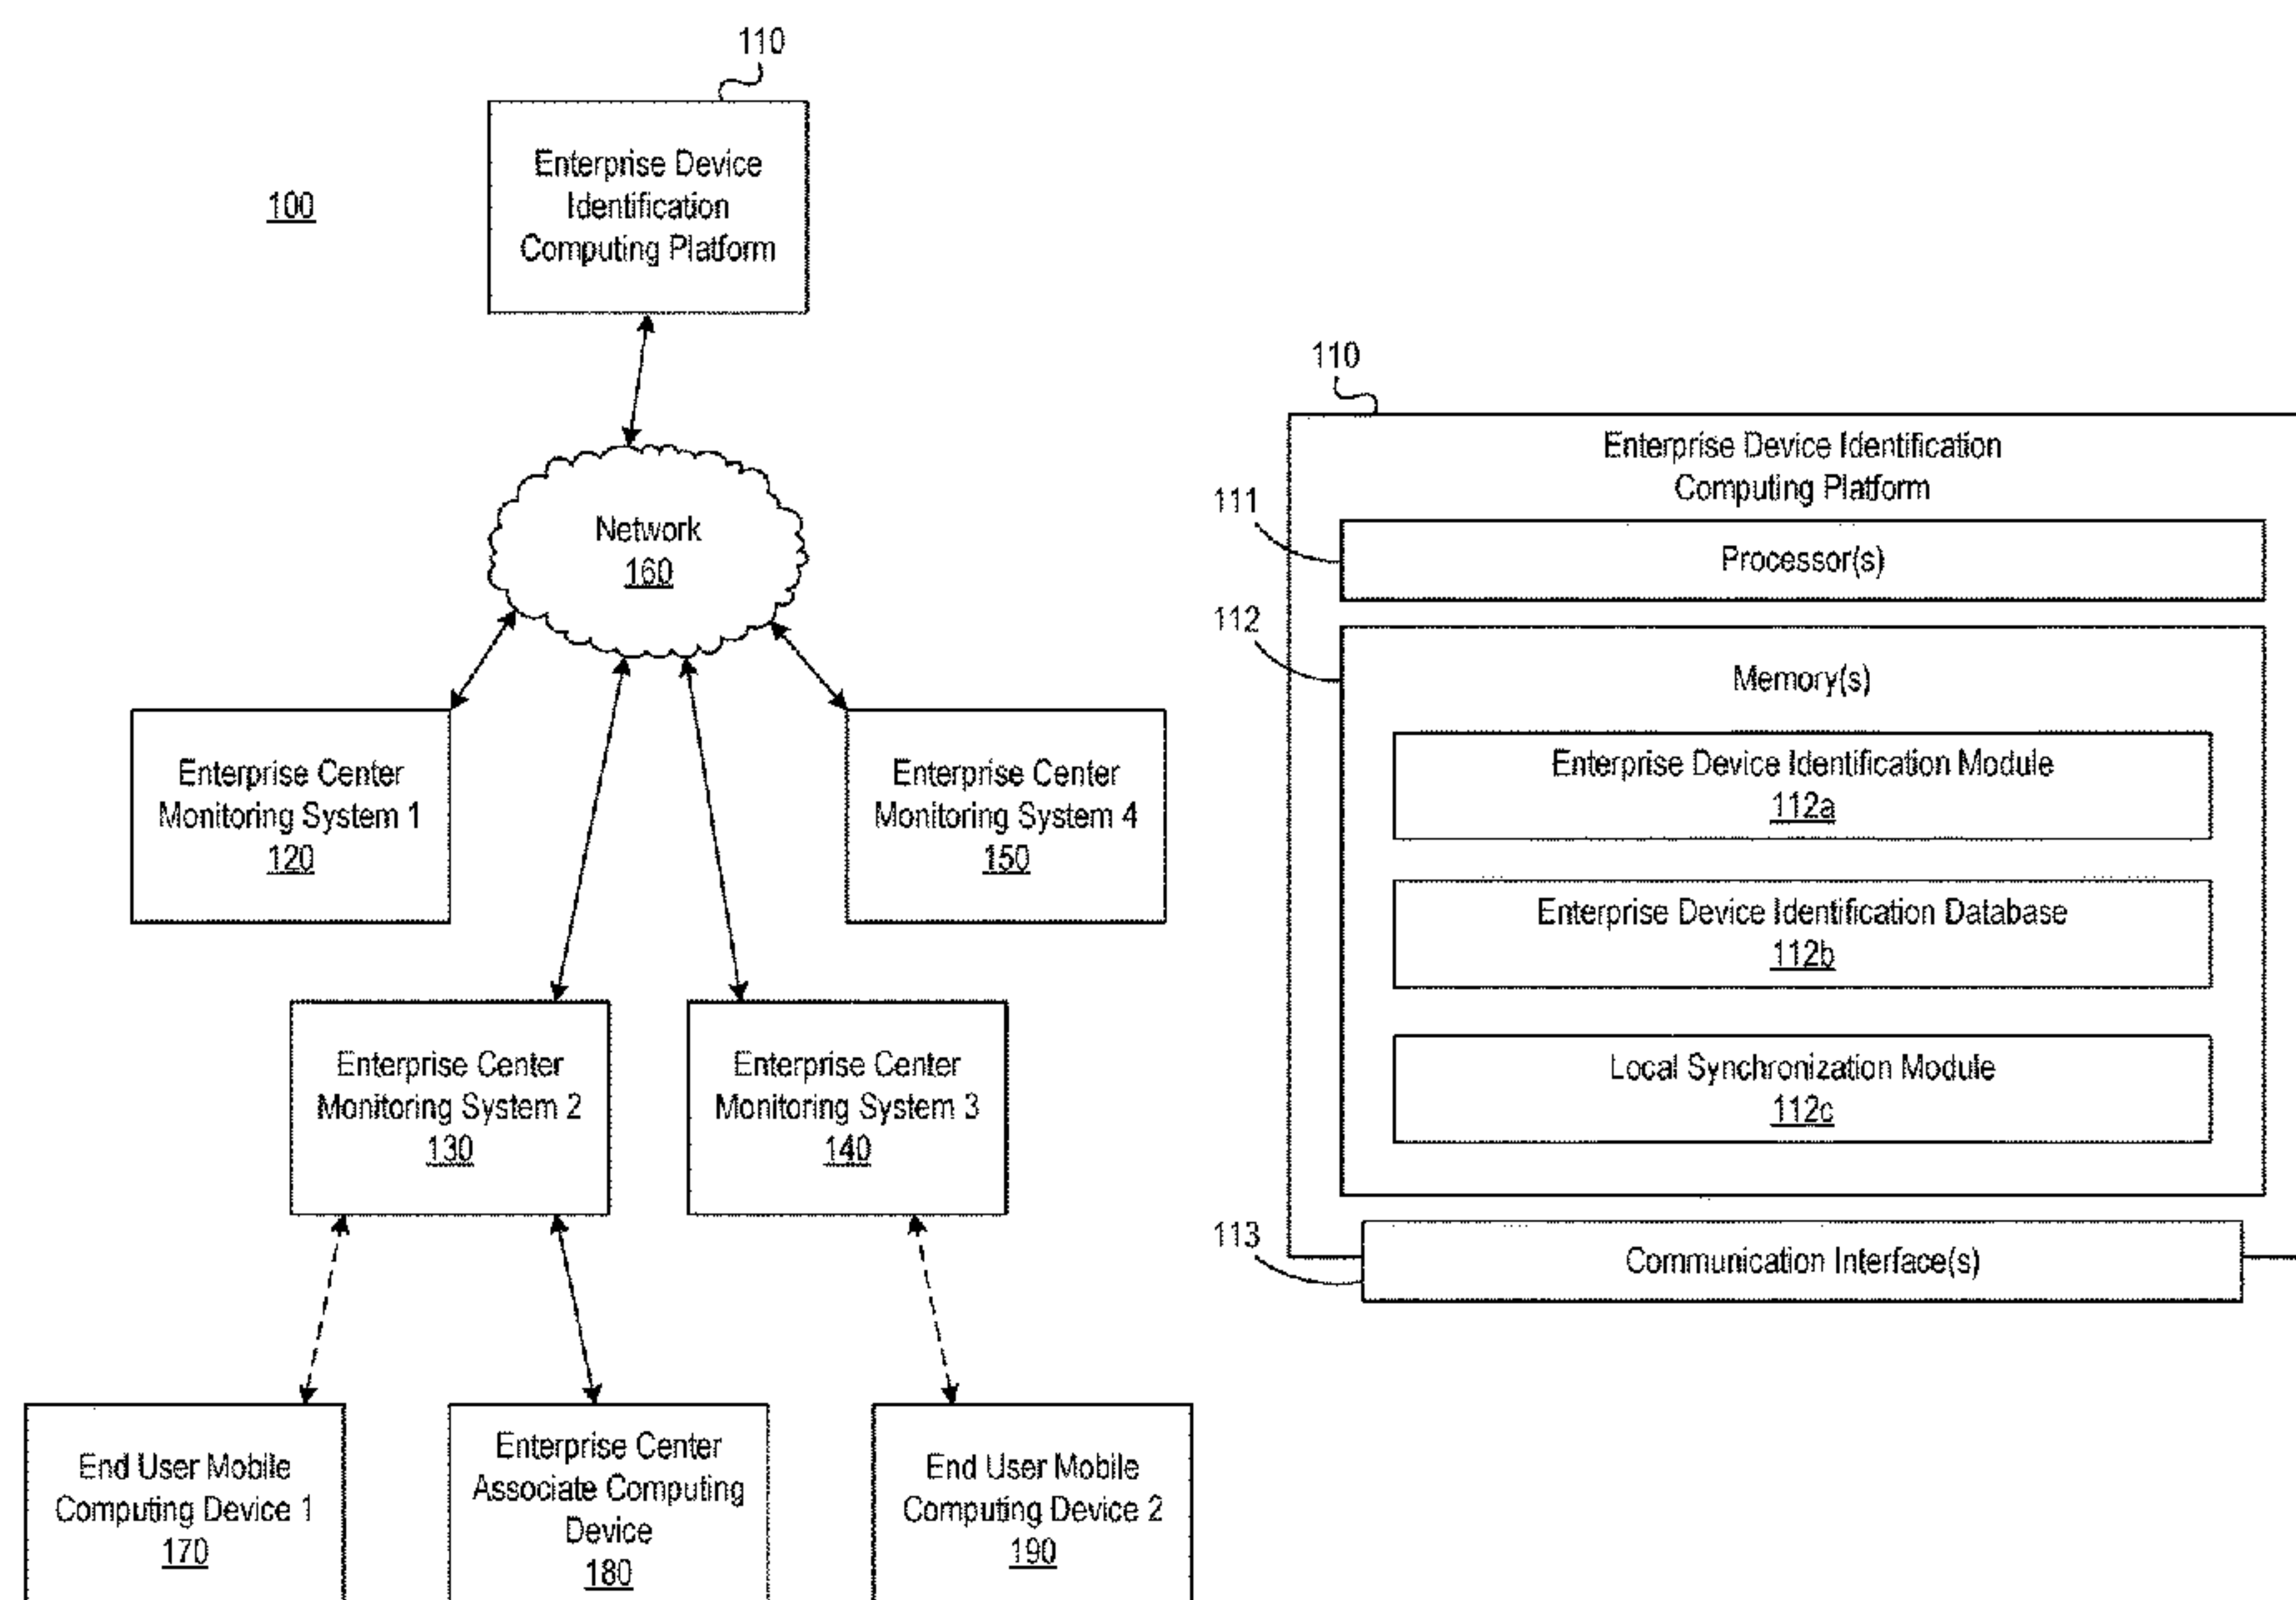 110
Enterprise Device
Identification
Computing Platform
100
Network
160
Enterprise Center
Monitoring System 1
120
Enterprise Center
Monitoring System 4
150
Enterprise Center
Monitoring System 2
130
Enterprise Center
Monitoring System 3
140
End User Mobile
Computing Device 1
170
Enterprise Center
Associate Computing
Device
180
End User Mobile
Computing Device 2
190
110
Enterprise Device Identification
Computing Platform
111
Processor(s)
112
Memory(s)
Enterprise Device Identification Module
112a
Enterprise Device Identification Database
112b
Local Synchronization Module
112c
113
Communication Interface(s)